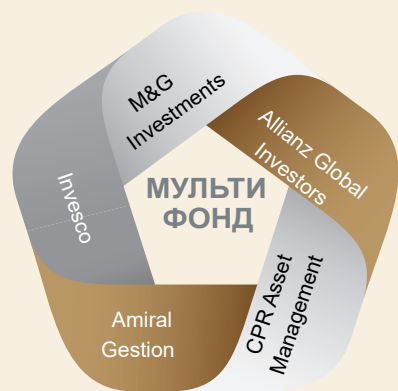 M&G
Investments
Allianz Global
Investors
CPR Asset
Management
Amiral
Gestion
Invesco
МУЛЬТИ
ФОНД